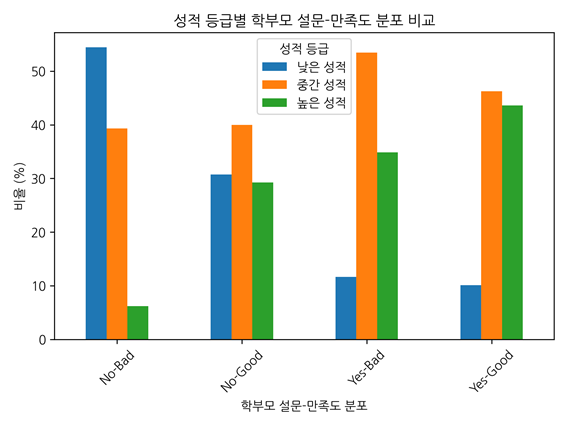 성적 등급별 학부모 설문-만족도 분포 비교
성적 등급
낮은 성적
중간 성적
높은 성적
비율 (%)
50
40
30
20
10
0
No-Bad
No-Good
Yes-Bad
Yes-Good
학부모 설문-만족도 분포